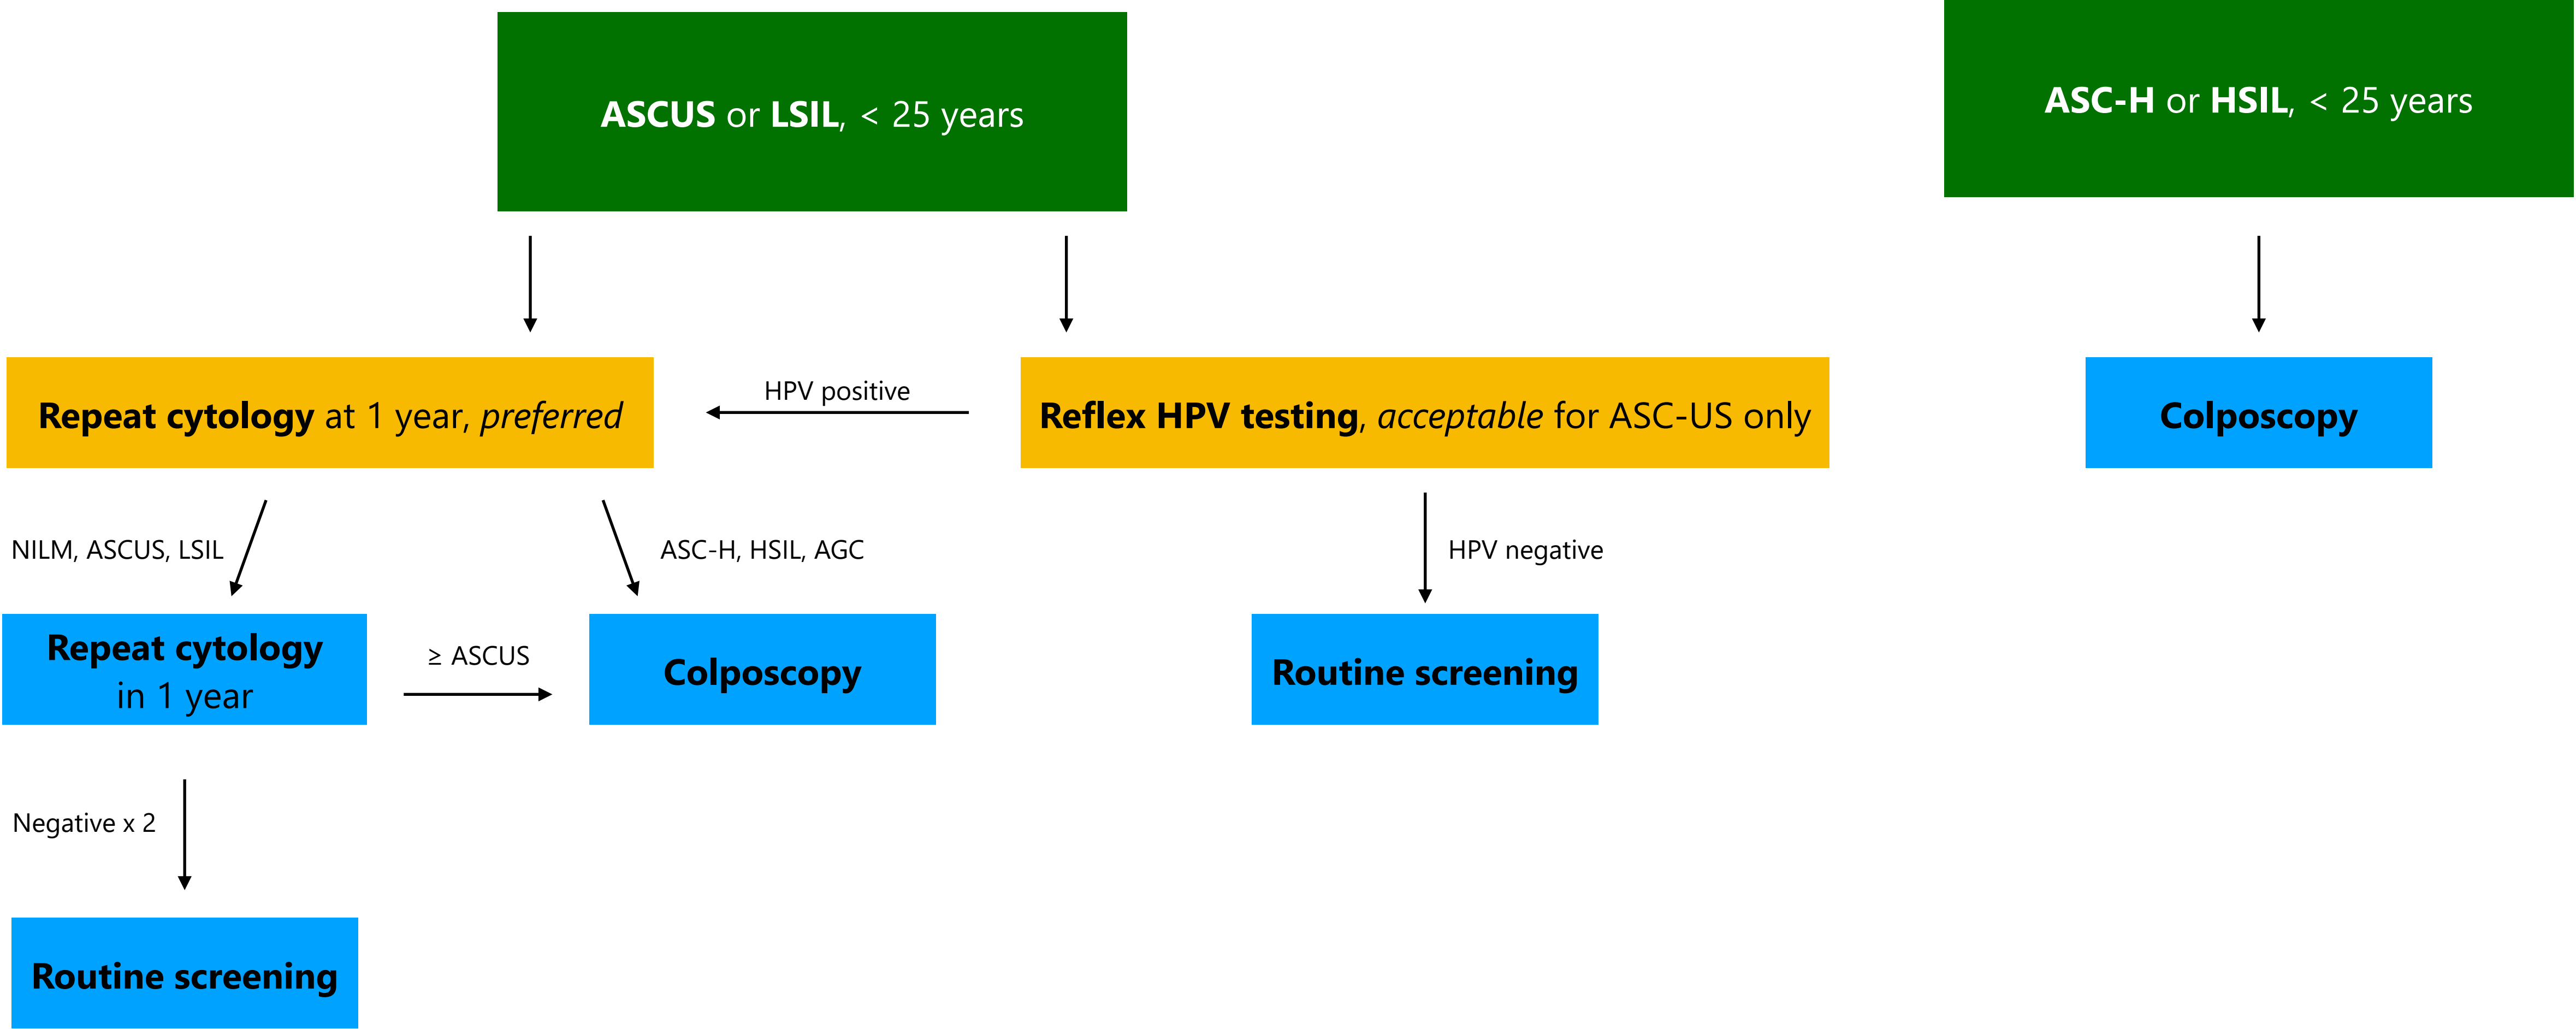 ASCUS or LSIL, < 25 years
ASC-H or HSIL, < 25 years
HPV positive
Repeat cytology at 1 year, preferred
Reflex HPV testing, acceptable for ASC-US only
Colposcopy
NILM, ASCUS, LSIL
ASC-H, HSIL, AGC
HPV negative
Repeat cytology
in 1 year
≥ ASCUS
Colposcopy
Routine screening
Negative x 2
Routine screening